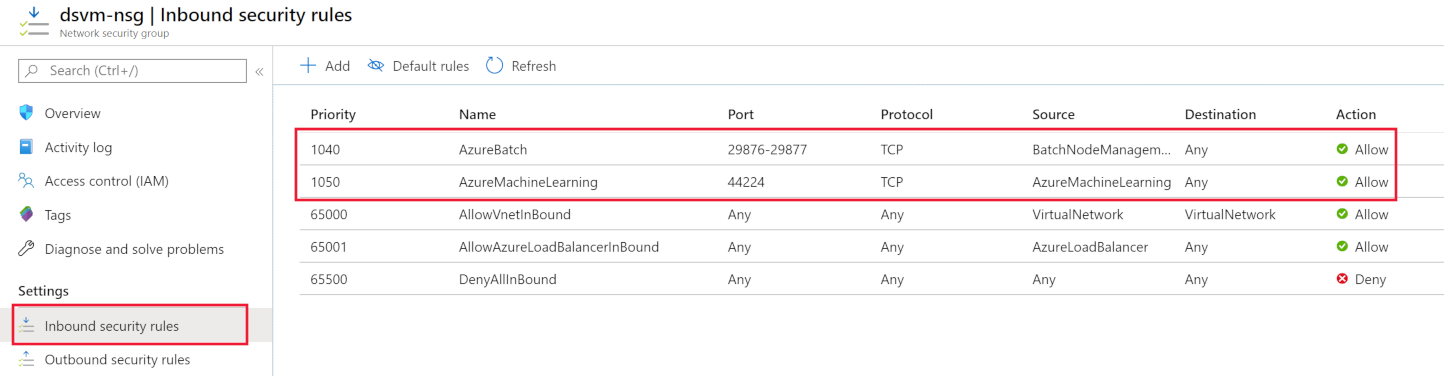 dsvm-nsg | Inbound security rules
Network security group
Search (Ctrl+/)
«
Overview
Activity log
Access control (IAM)
Tags
Diagnose and solve problems
Settings
Inbound security rules
Outbound security rules
Add Default rules Refresh
Priority Name Port Protocol Source Destination Action
1040 AzureBatch 29876-29877 TCP BatchNodeManagem... Any Allow
1050 AzureMachineLearning 44224 TCP AzureMachineLearning Any Allow
65000 AllowVnetInBound Any Any VirtualNetwork VirtualNetwork Allow
65001 AllowAzureLoadBalancerInBound Any Any AzureLoadBalancer Any Allow
65500 DenyAllInBound Any Any Any Any Deny